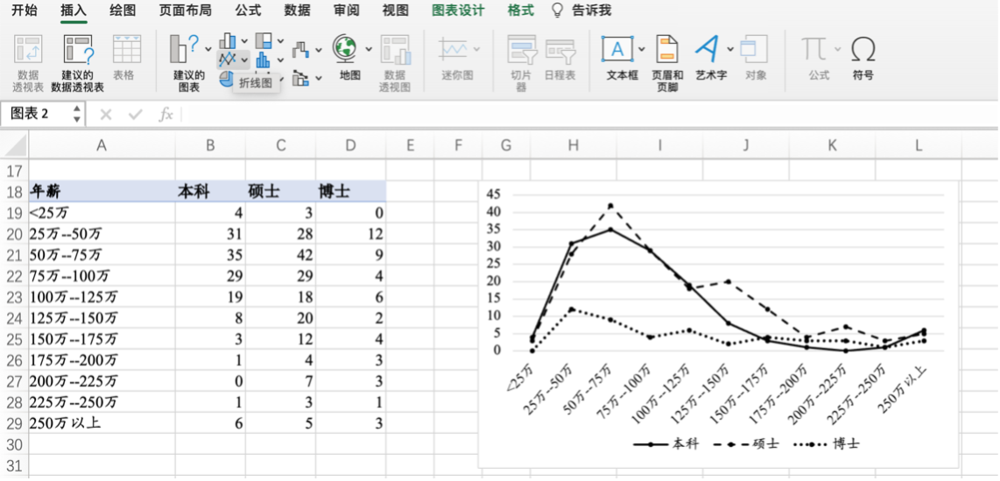 开始 插入 绘图 页面布局 公式 数据 审阅 视图 图表设计 格式 告诉我
数据透视表 建议的数据透视表 表格 建议的图表 折线图 地图 数据透视图 迷你图 切片器 日程表 文本框 页眉和页脚 艺术字 对象 公式 符号
图表 2 fx
A B C D E F G H I J K L
17
18 年薪 本科 硕士 博士
19 <25万 4 3 0
20 25万--50万 31 28 12
21 50万--75万 35 42 9
22 75万--100万 29 29 4
23 100万--125万 19 18 6
24 125万--150万 8 20 2
25 150万--175万 3 12 4
26 175万--200万 1 4 3
27 200万--225万 0 7 3
28 225万--250万 1 3 1
29 250万以上 6 5 3
30
31
45
40
35
30
25
20
15
10
5
0
<25万 25万--50万 50万--75万 75万--100万 100万--125万 125万--150万 150万--175万 175万--200万 200万--225万 225万--250万 250万以上
本科 硕士 博士